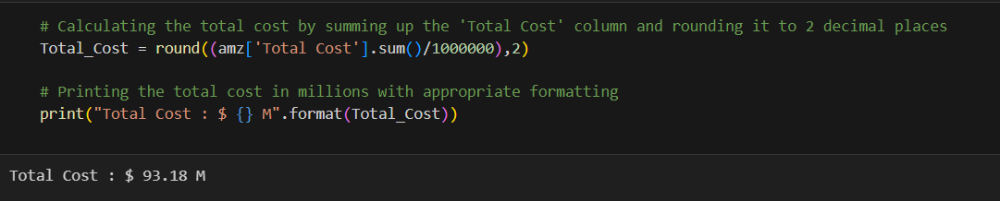 # Calculating the total cost by summing up the 'Total Cost' column and rounding it to 2 decimal places
Total_Cost = round((amz['Total Cost'].sum()/1000000),2)
# Printing the total cost in millions with appropriate formatting
print("Total Cost : $ {} M".format(Total_Cost))
Total Cost : $ 93.18 M